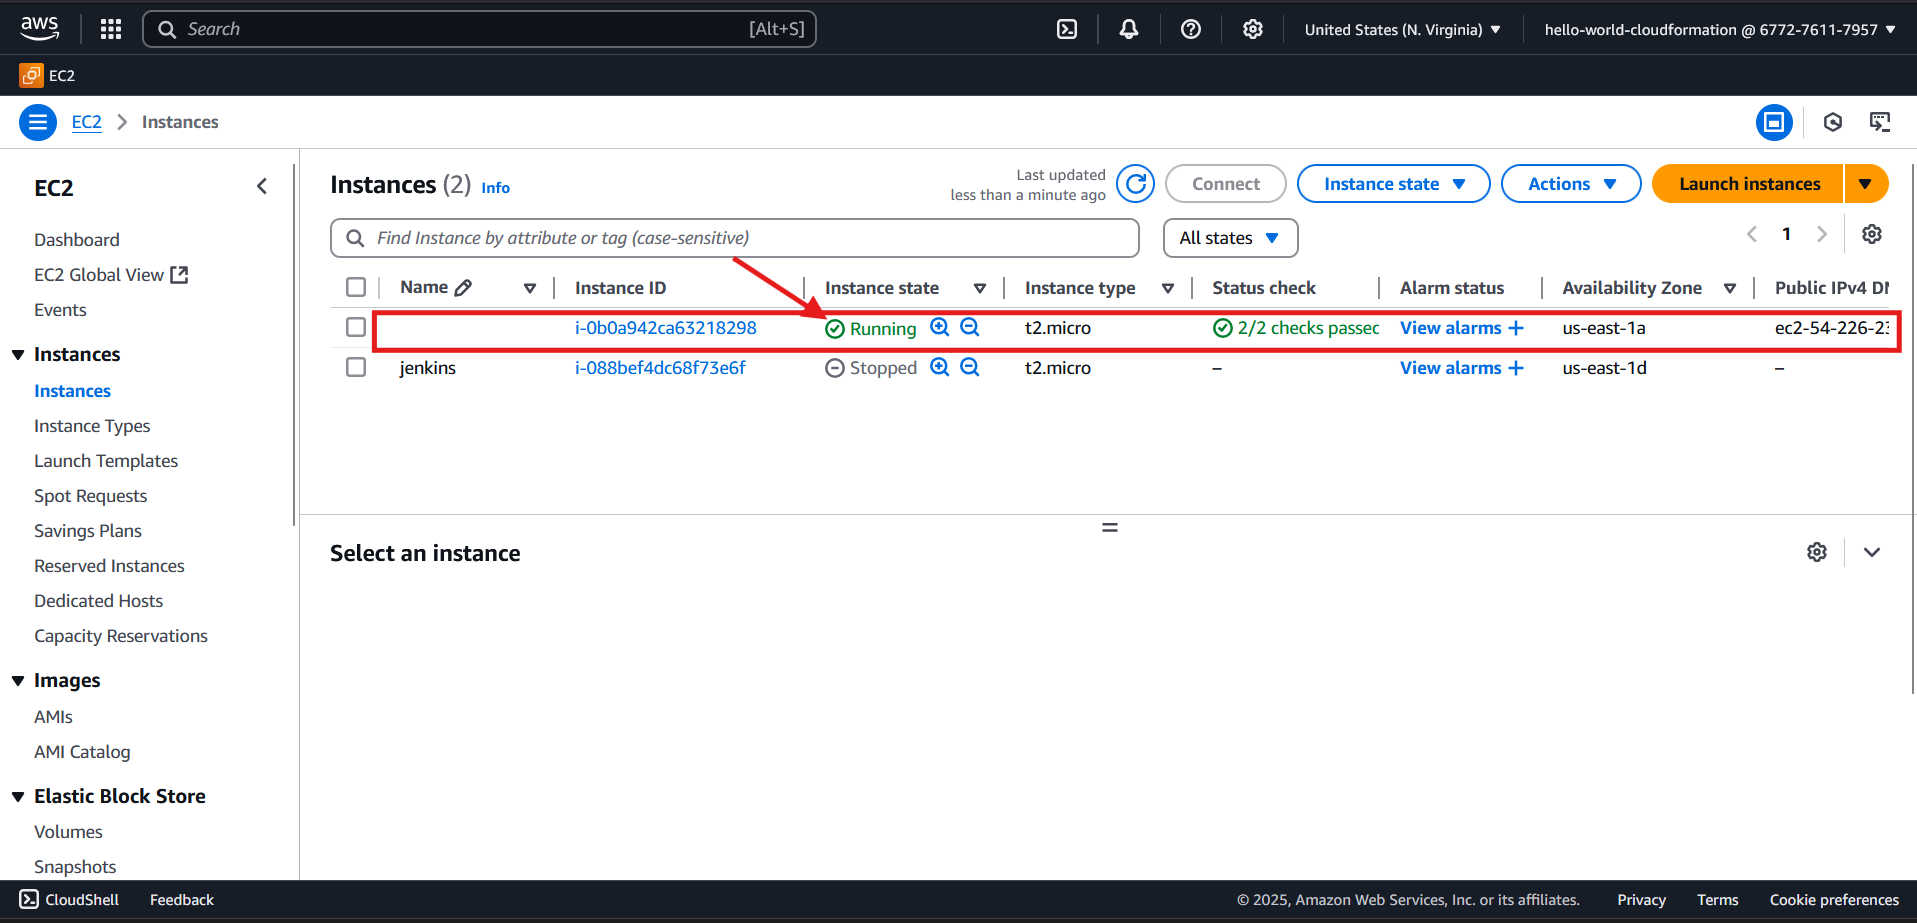 aws
Search [Alt+S] United States (N. Virginia) hello-world-cloudformation @ 6772-7611-7957
EC2
EC2 Instances
EC2
Dashboard
EC2 Global View
Events
Instances
Instances
Instance Types
Launch Templates
Spot Requests
Savings Plans
Reserved Instances
Dedicated Hosts
Capacity Reservations
Images
AMIs
AMI Catalog
Elastic Block Store
Volumes
Snapshots
Instances (2) Info
Last updated
less than a minute ago
Connect Instance state Actions Launch instances
Find Instance by attribute or tag (case-sensitive) All states 1
Name Instance ID Instance state Instance type Status check Alarm status Availability Zone Public IPv4 DN
i-0b0a942ca63218298 Running t2.micro 2/2 checks passed View alarms + us-east-1a ec2-54-226-23
jenkins i-088bef4dc68f73e6f Stopped t2.micro – View alarms + us-east-1d –
Select an instance
CloudShell Feedback © 2025, Amazon Web Services, Inc. or its affiliates. Privacy Terms Cookie preferences